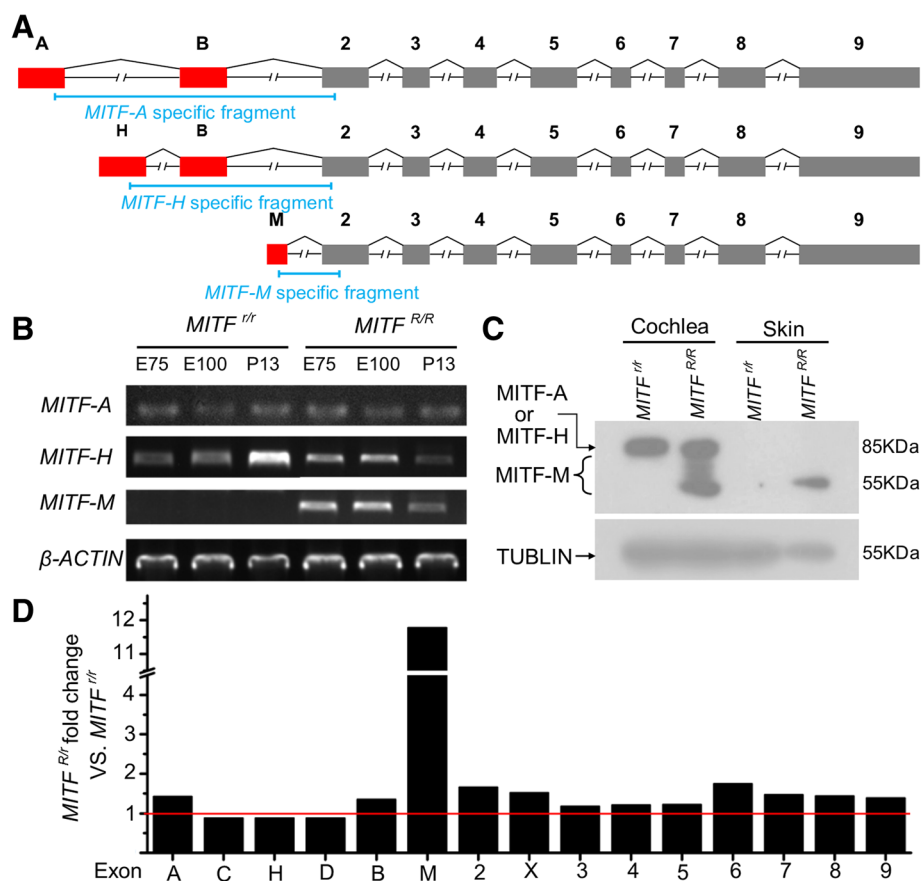 A
A B 2 3 4 5 6 7 8 9
MITF-A specific fragment
H B 2 3 4 5 6 7 8 9
MITF-H specific fragment
M 2 3 4 5 6 7 8 9
MITF-M specific fragment
B
MITF r/r MITF R/R
E75 E100 P13 E75 E100 P13
MITF-A
MITF-H
MITF-M
β-ACTIN
C
Cochlea Skin
MITF r/r MITF R/R MITF r/r MITF R/R
MITF-A
or
MITF-H
MITF-M
85KDa
55KDa
TUBLIN
55KDa
D
MITF R/r fold change
VS. MITF r/r
12
11
4
3
2
1
Exon A C H D B M 2 X 3 4 5 6 7 8 9